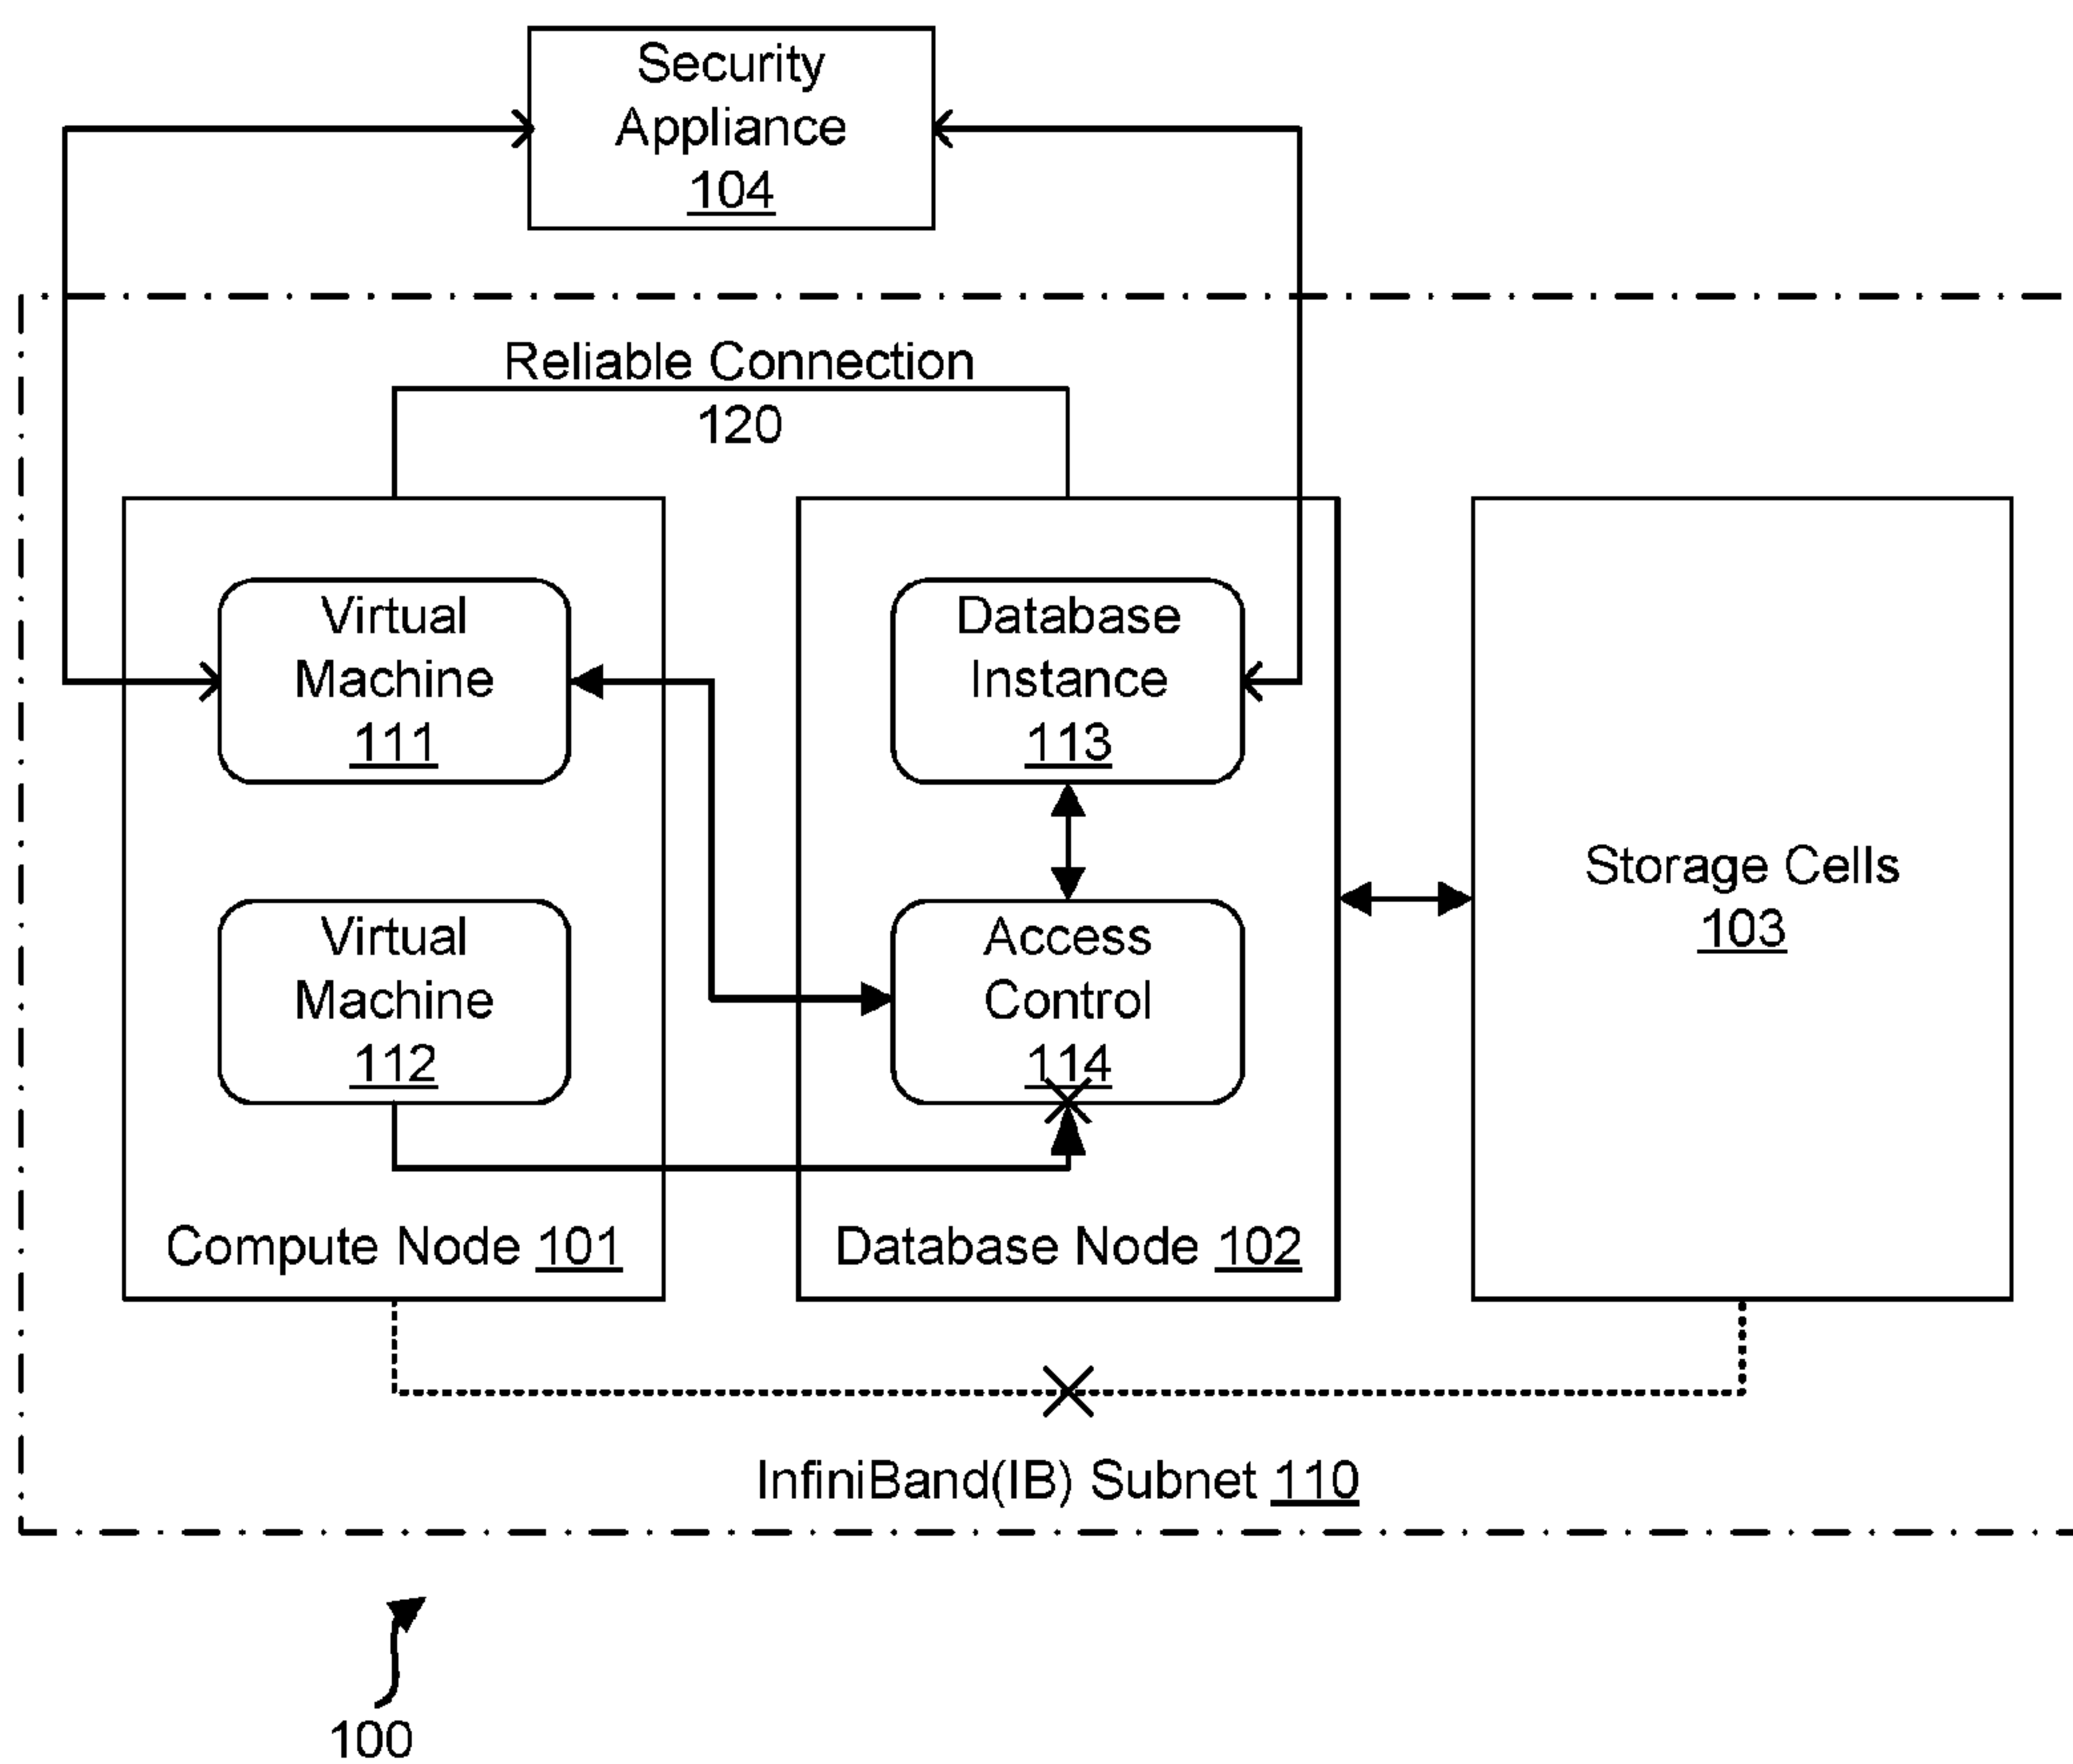 Security
Appliance
104
Reliable Connection
120
Virtual
Machine
111
Database
Instance
113
Virtual
Machine
112
Access
Control
114
Storage Cells
103
Compute Node 101
Database Node 102
InfiniBand(IB) Subnet 110
100